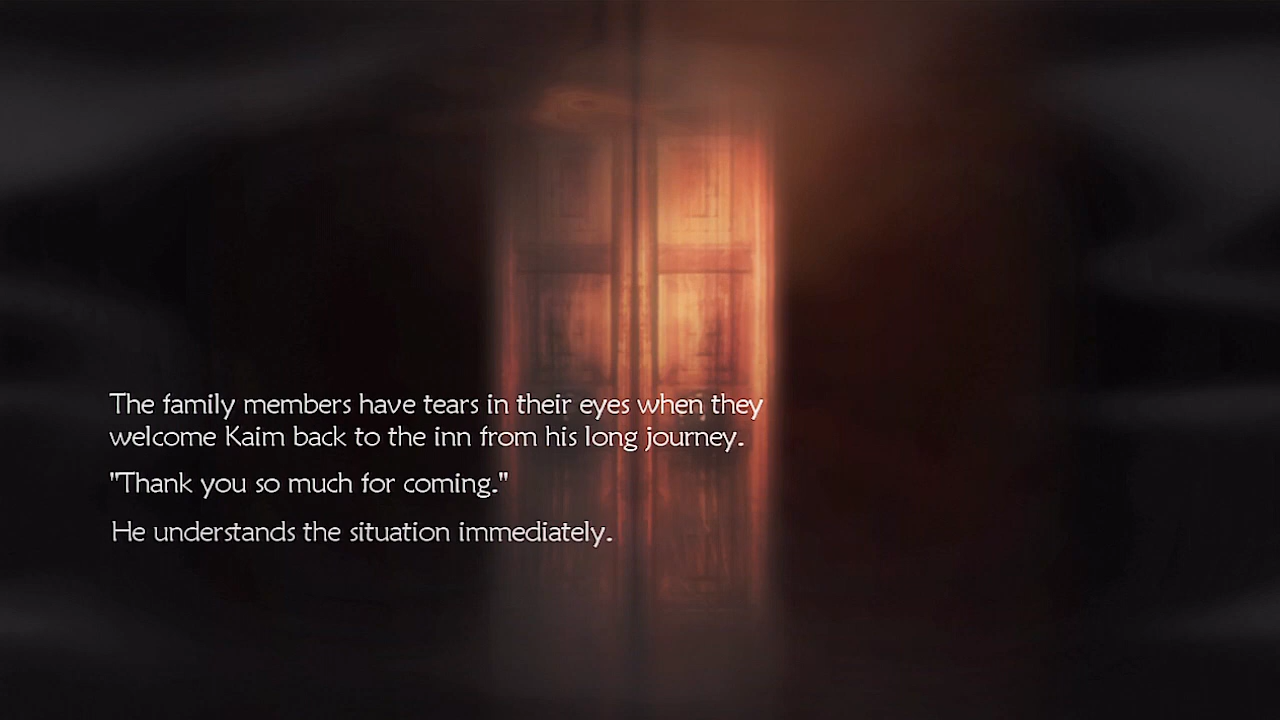 The family members have tears in their eyes when they
welcome Kaim back to the inn from his long journey.
"Thank you so much for coming."
He understands the situation immediately.